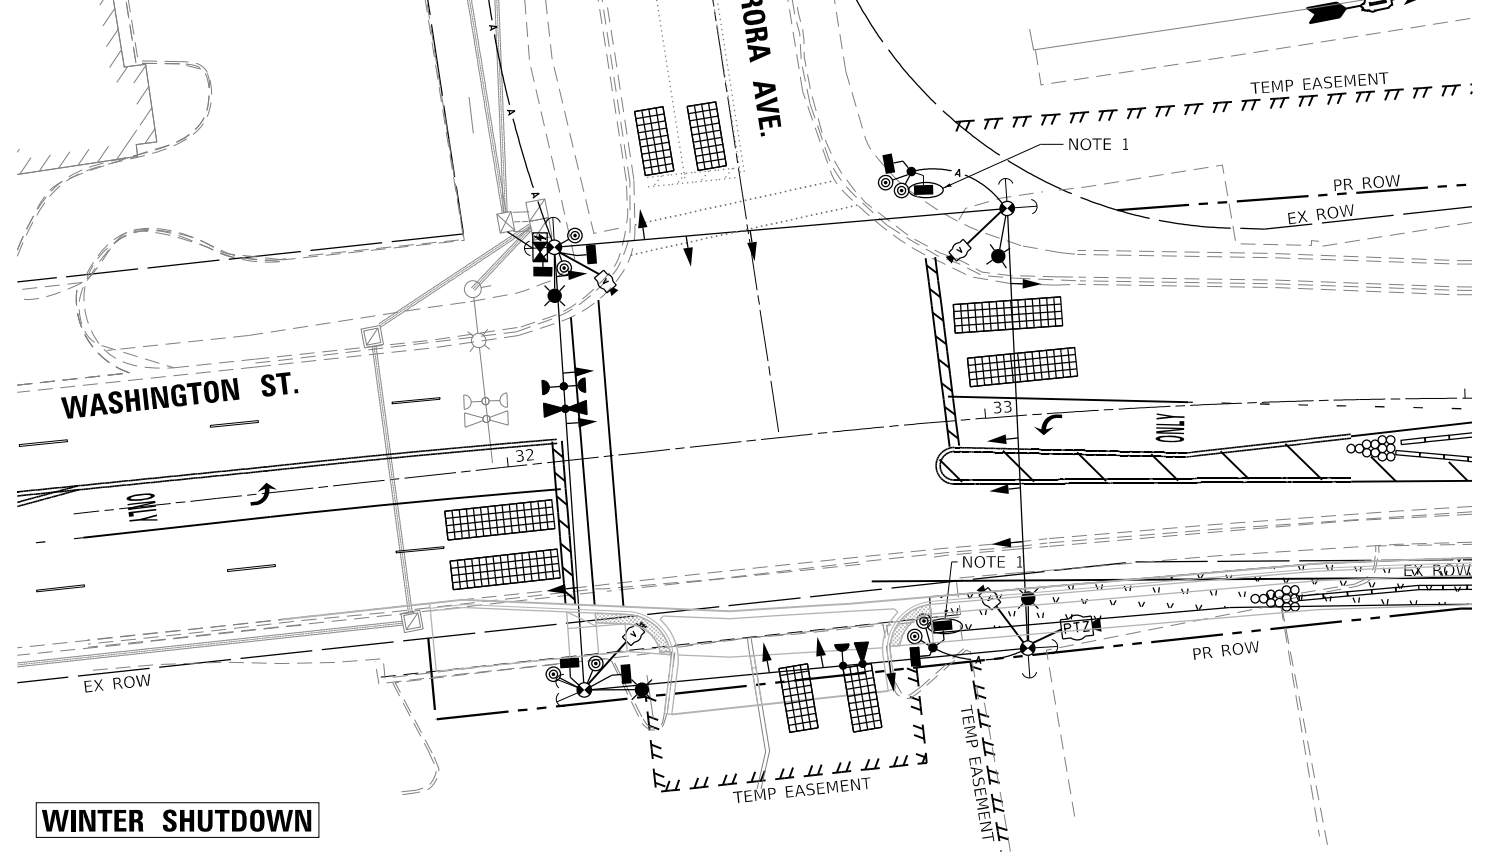 RORA AVE.
TEMP EASEMENT
NOTE 1
PR ROW
EX ROW
A
A
A
A
WASHINGTON ST.
33
ONLY
32
ONLY
NOTE 1
EX ROW
PTZ
PR ROW
EX ROW
TEMP EASEMENT
TEMP EASEMENT
WINTER SHUTDOWN